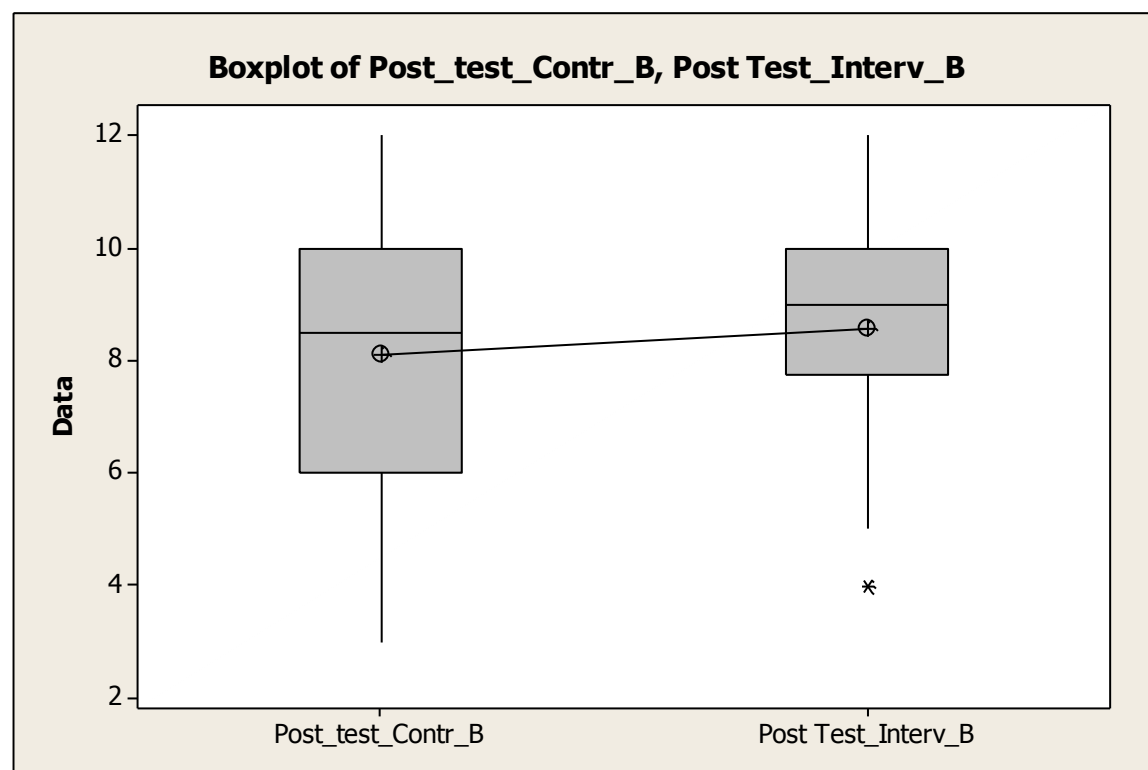 Boxplot of Post_test_Contr_B, Post Test_Interv_B
12
10
8
6
4
2
Data
Post_test_Contr_B
Post Test_Interv_B